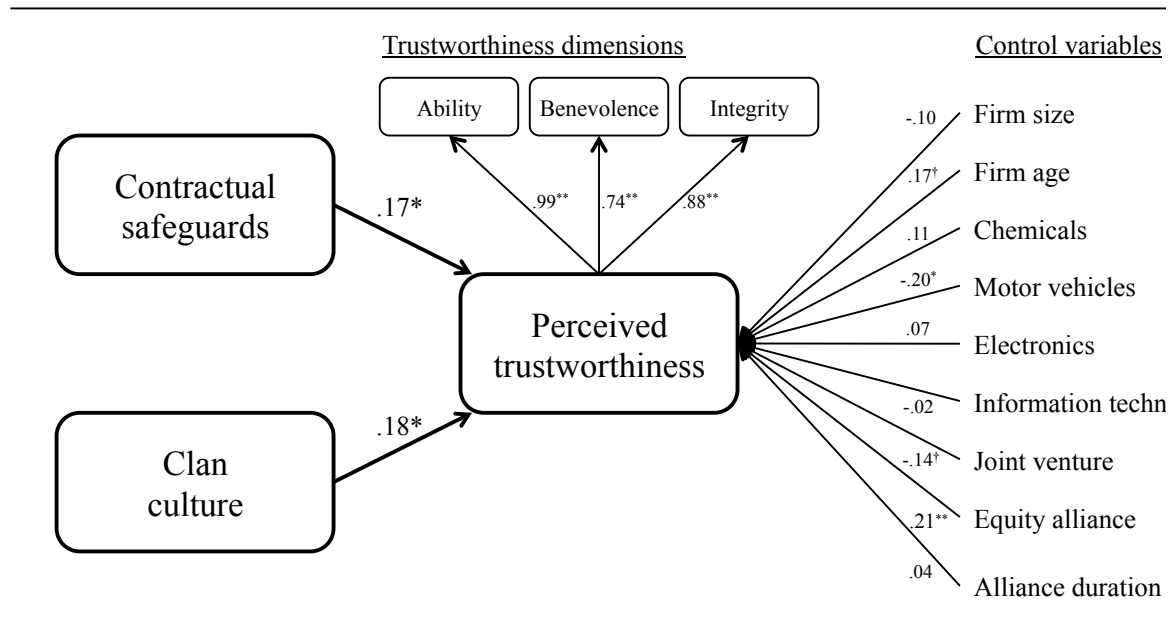 Trustworthiness dimensions
Control variables
Ability
Benevolence
Integrity
Contractual
safeguards
.17*
.99**
.74**
.88**
Perceived
trustworthiness
Clan
culture
.18*
-.10
Firm size
.17†
Firm age
.11
Chemicals
-.20*
Motor vehicles
.07
Electronics
-.02
Information techn
-.14†
Joint venture
.21**
Equity alliance
.04
Alliance duration